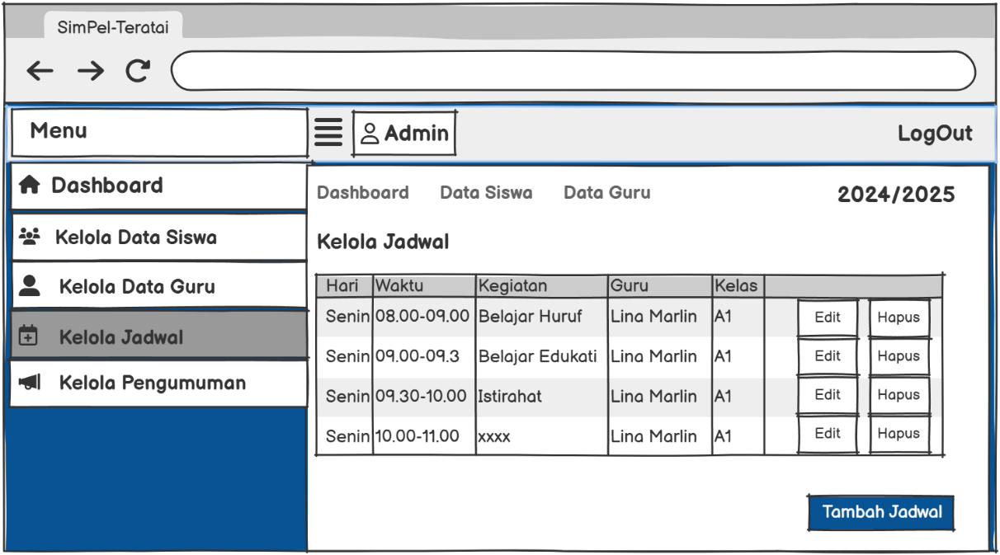 SimPel-Teratai
Menu Admin LogOut
Dashboard
Kelola Data Siswa
Kelola Data Guru
Kelola Jadwal
Kelola Pengumuman
Dashboard Data Siswa Data Guru 2024/2025
Kelola Jadwal
Hari Waktu Kegiatan Guru Kelas
Senin 08.00-09.00 Belajar Huruf Lina Marlin A1 Edit Hapus
Senin 09.00-09.3 Belajar Edukati Lina Marlin A1 Edit Hapus
Senin 09.30-10.00 Istirahat Lina Marlin A1 Edit Hapus
Senin 10.00-11.00 xxxx Lina Marlin A1 Edit Hapus
Tambah Jadwal